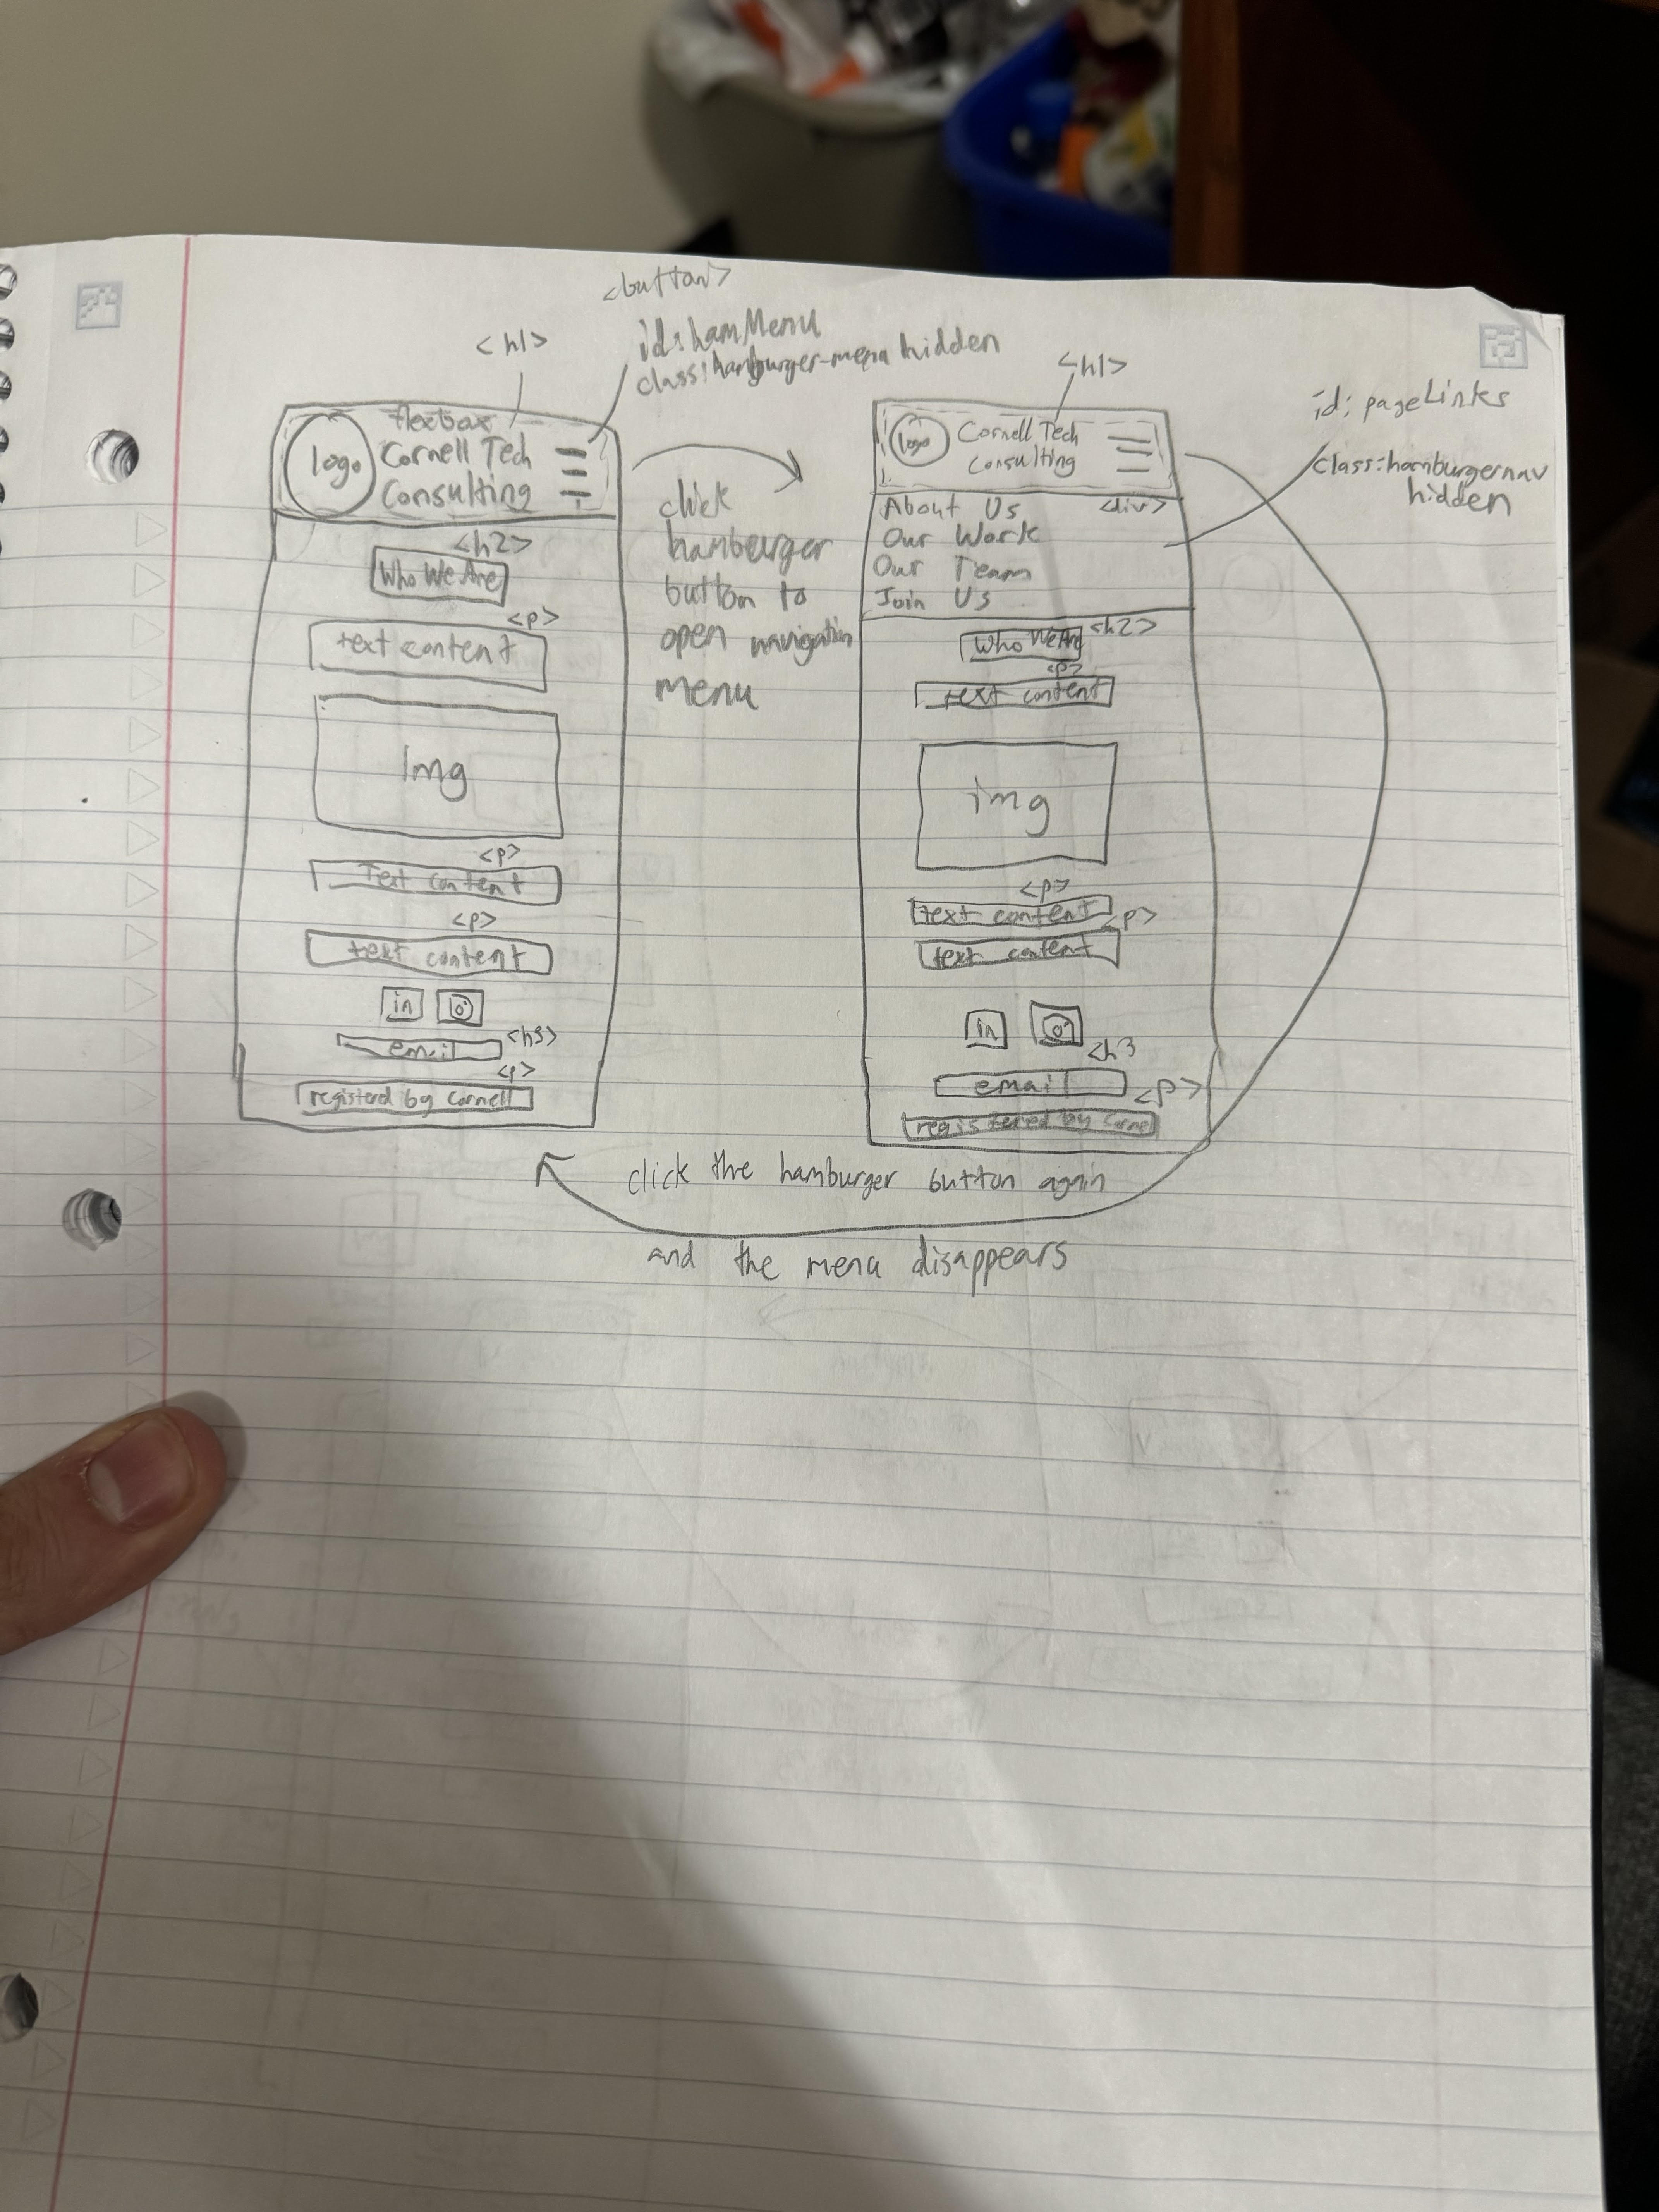 <button>
<h1>
id:hamMenu
class:hamburger-menu hidden
flexbox
logo
Cornell Tech
Consulting
<h2>
Who We Are
<p>
text content
img
<p>
Text content
<p>
text content
in
<h3>
email
<p>
registerd by Cornell
click
hamburger
button to
open navigation
menu
<h1>
id: pageLinks
class:hamburgernav
hidden
logo
Cornell Tech
Consulting
About Us
<div>
Our Work
Our Team
Join Us
Who We Are
<h2>
<p>
text content
img
<p>
text content
<p>
text content
in
<h3
email
<p>
registered by Cornel
click the hamburger button again
and the menu disappears